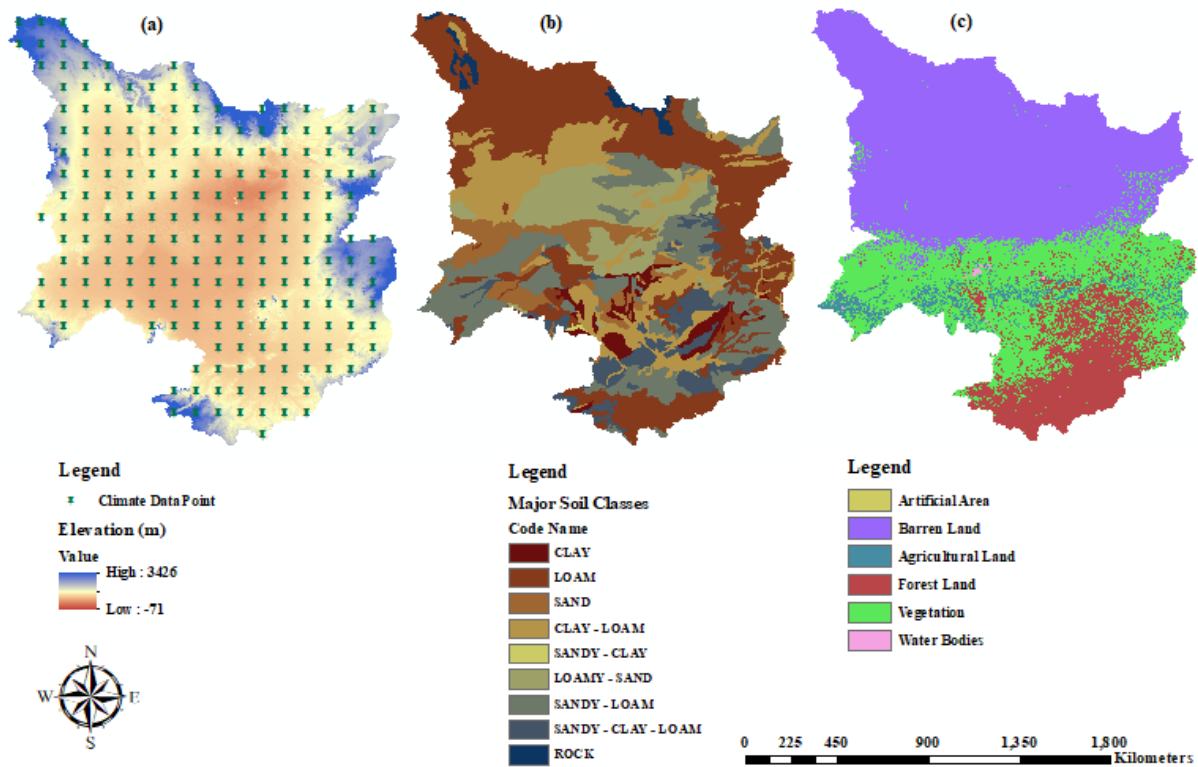 (a)
(b)
(c)
Legend
Climate Data Point
Elevation (m)
Value
High : 3426
Low : -71
N
W
E
S
Legend
Major Soil Classes
Code Name
CLAY
LOAM
SAND
CLAY - LOAM
SANDY - CLAY
LOAMY - SAND
SANDY - LOAM
SANDY - CLAY - LOAM
ROCK
Legend
Artificial Area
Barren Land
Agricultural Land
Forest Land
Vegetation
Water Bodies
0 225 450 900 1,350 1,800
Kilometers